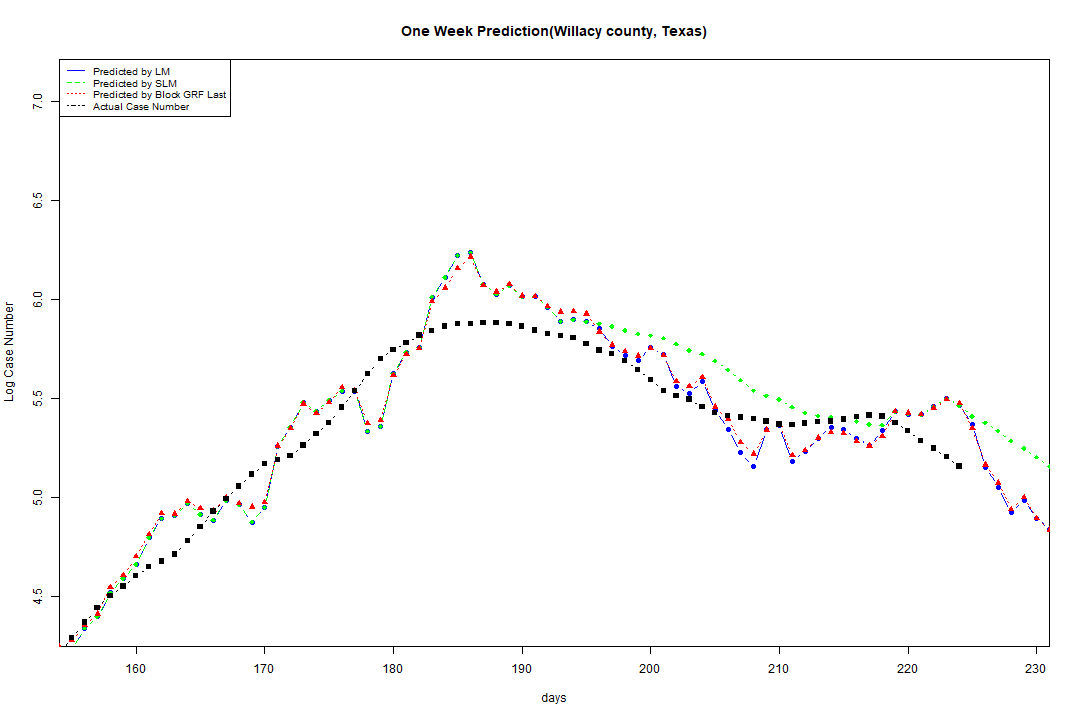 One Week Prediction(Willacy county, Texas)
Predicted by LM
Predicted by SLM
Predicted by Block GRF Last
Actual Case Number
7.0
6.5
6.0
5.5
5.0
4.5
Log Case Number
160 170 180 190 200 210 220 230
days